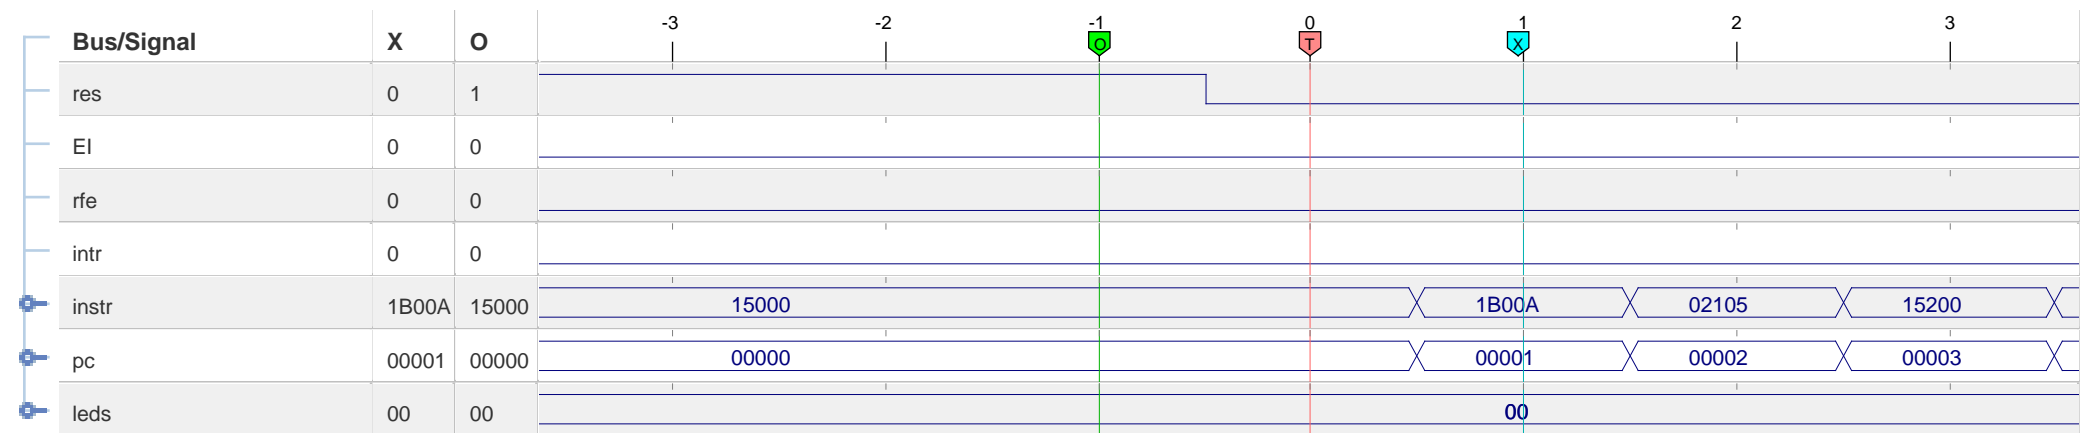 -3 -2 -1 0 1 2 3
Bus/Signal X O O T X
res 0 1
EI 0 0
rfe 0 0
intr 0 0
instr 1B00A 15000 15000 1B00A 02105 15200
pc 00001 00000 00000 00001 00002 00003
leds 00 00 00